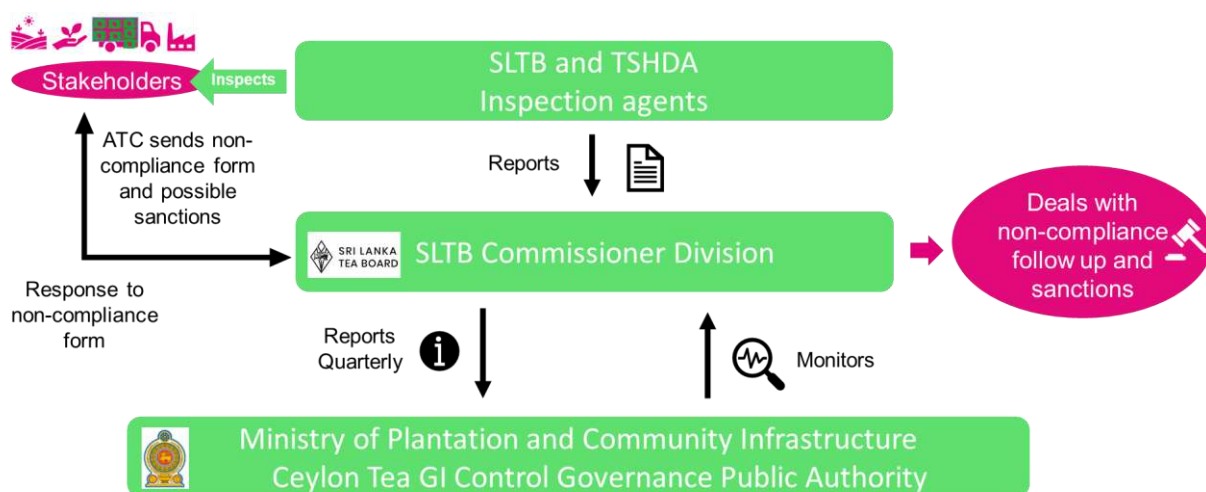 Stakeholders
Inspects
SLTB and TSHDA
Inspection agents
ATC sends non-
compliance form
and possible
sanctions
Reports
SRI LANKA
TEA BOARD
SLTB Commissioner Division
Deals with
non-compliance
follow up and
sanctions
Response to
non-compliance
form
Reports
Quarterly
i
Monitors
Ministry of Plantation and Community Infrastructure
Ceylon Tea GI Control Governance Public Authority